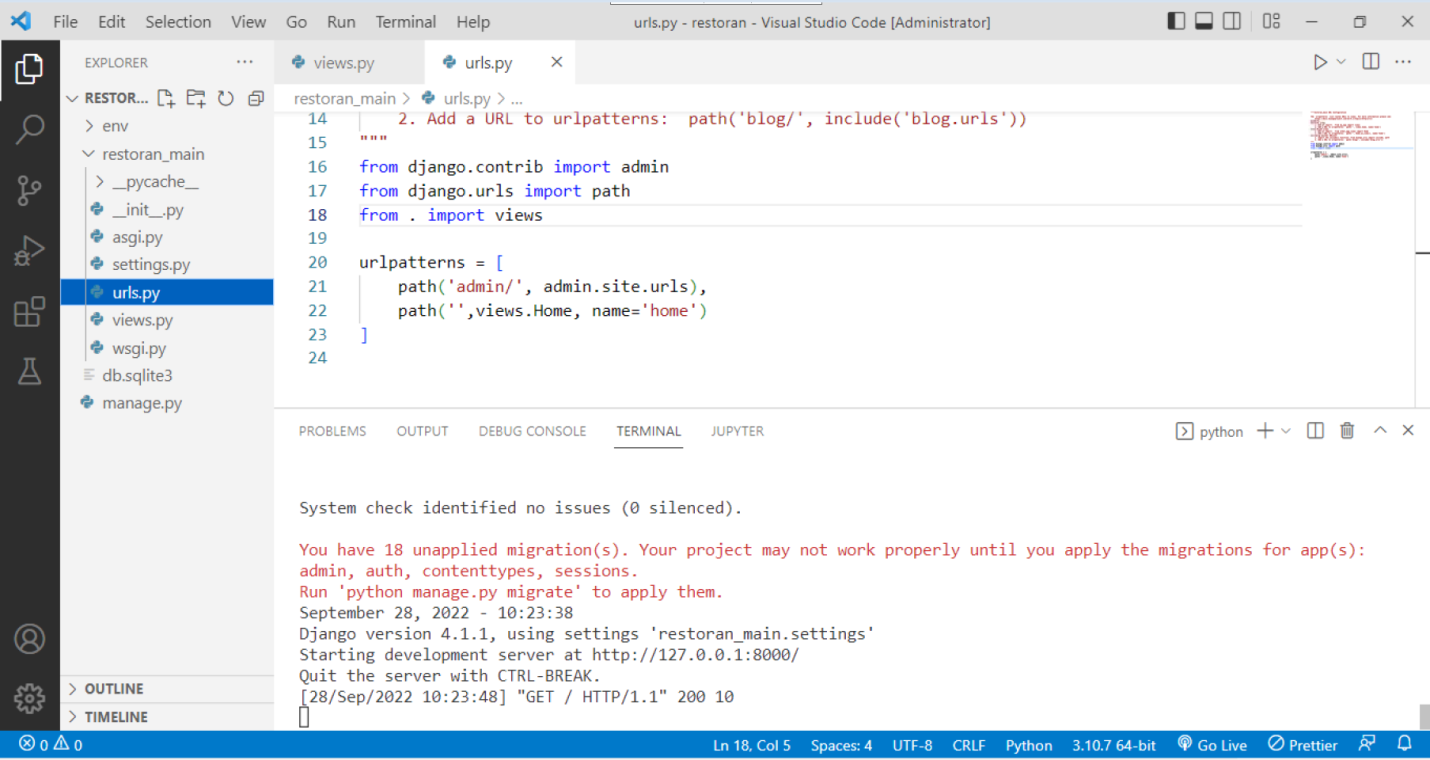 File Edit Selection View Go Run Terminal Help urls.py - restoran - Visual Studio Code [Administrator]
EXPLORER ...
views.py urls.py
RESTOR...
restoran_main > urls.py > ...
env
restoran_main
__pycache__
__init__.py
asgi.py
settings.py
urls.py
views.py
wsgi.py
db.sqlite3
manage.py
OUTLINE
TIMELINE
14 2. Add a URL to urlpatterns:  path('blog/', include('blog.urls'))
15 """
16 from django.contrib import admin
17 from django.urls import path
18 from . import views
19
20 urlpatterns = [
21     path('admin/', admin.site.urls),
22     path('',views.Home, name='home')
23 ]
24
PROBLEMS OUTPUT DEBUG CONSOLE TERMINAL JUPYTER python
System check identified no issues (0 silenced).
You have 18 unapplied migration(s). Your project may not work properly until you apply the migrations for app(s):
admin, auth, contenttypes, sessions.
Run 'python manage.py migrate' to apply them.
September 28, 2022 - 10:23:38
Django version 4.1.1, using settings 'restoran_main.settings'
Starting development server at http://127.0.0.1:8000/
Quit the server with CTRL-BREAK.
[28/Sep/2022 10:23:48] "GET / HTTP/1.1" 200 10
0 0 Ln 18, Col 5 Spaces: 4 UTF-8 CRLF Python 3.10.7 64-bit Go Live Prettier